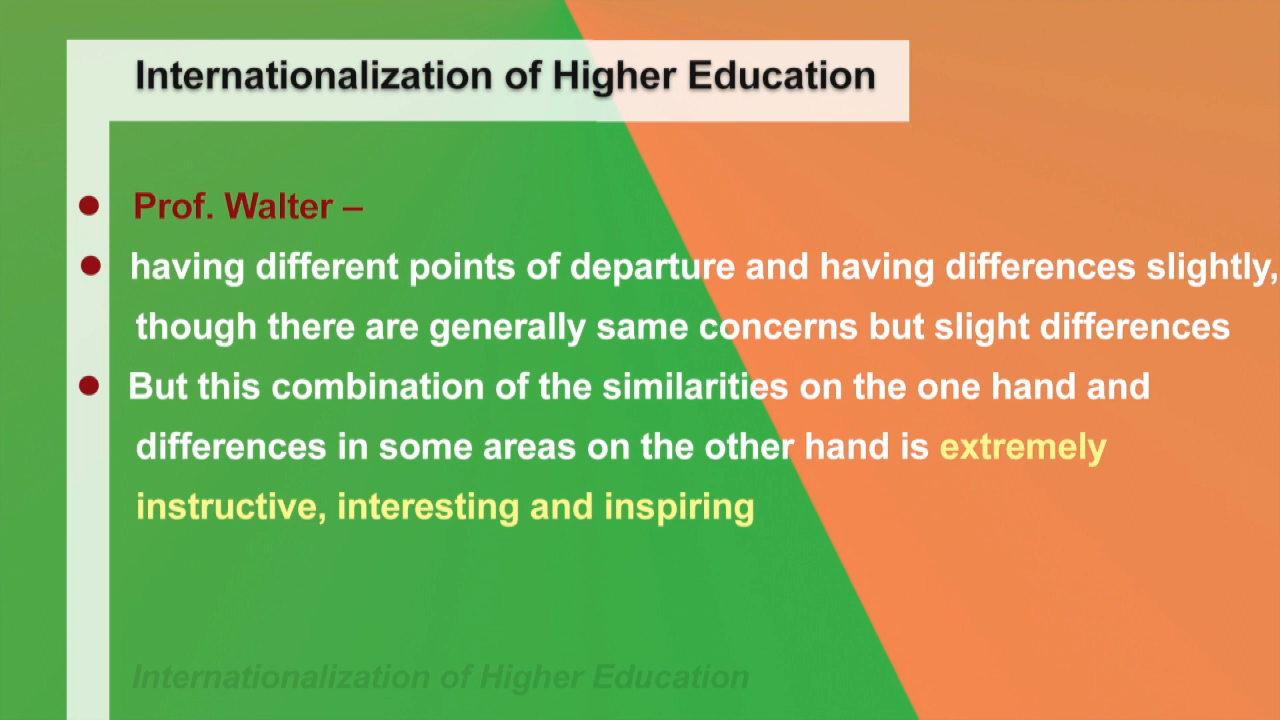 Internationalization of Higher Education
● Prof. Walter –
● having different points of departure and having differences slightly,
though there are generally same concerns but slight differences
● But this combination of the similarities on the one hand and
differences in some areas on the other hand is extremely
instructive, interesting and inspiring
Internationalization of Higher Education